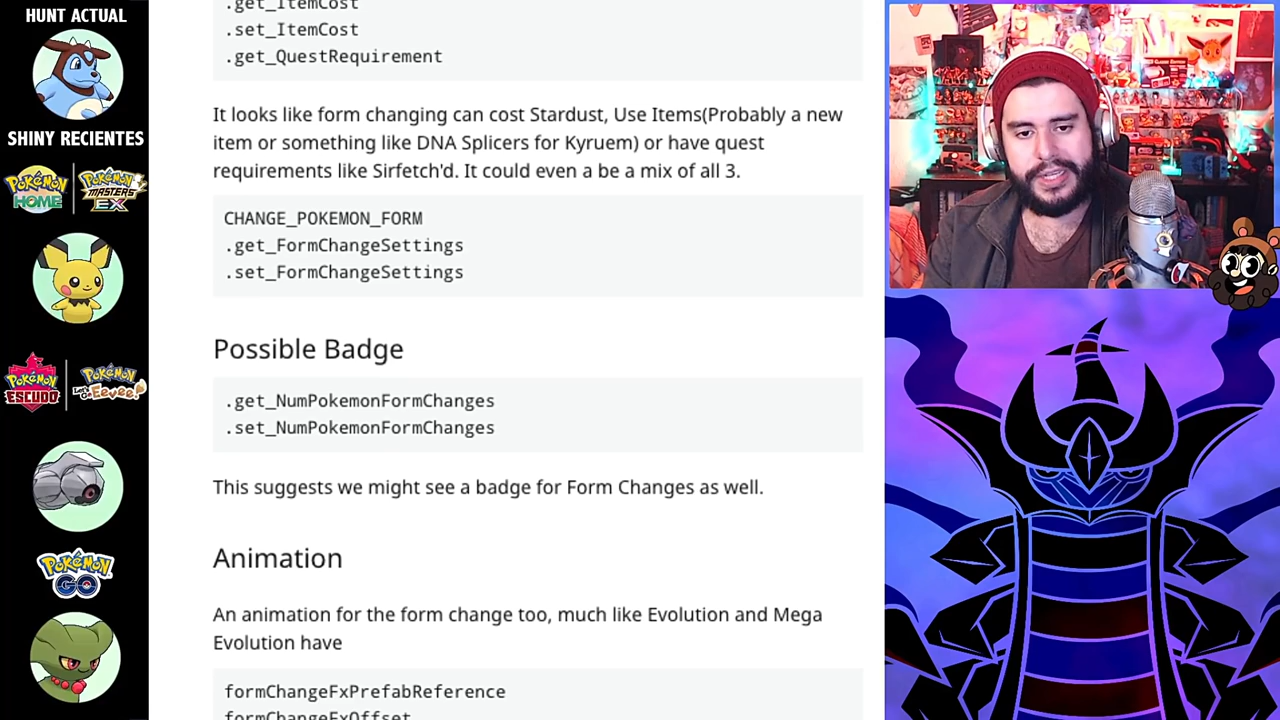 HUNT ACTUAL
SHINY RECIENTES
POKÉMON HOME
POKÉMON MASTERS EX
POKÉMON ESCUDO
POKÉMON Let's Go Eevee!
POKÉMON GO
.get_ItemCost
.set_ItemCost
.get_QuestRequirement
It looks like form changing can cost Stardust, Use Items(Probably a new
item or something like DNA Splicers for Kyruem) or have quest
requirements like Sirfetch'd. It could even a be a mix of all 3.
CHANGE_POKEMON_FORM
.get_FormChangeSettings
.set_FormChangeSettings
Possible Badge
.get_NumPokemonFormChanges
.set_NumPokemonFormChanges
This suggests we might see a badge for Form Changes as well.
Animation
An animation for the form change too, much like Evolution and Mega
Evolution have
formChangeFxPrefabReference
formChangeFxOffset